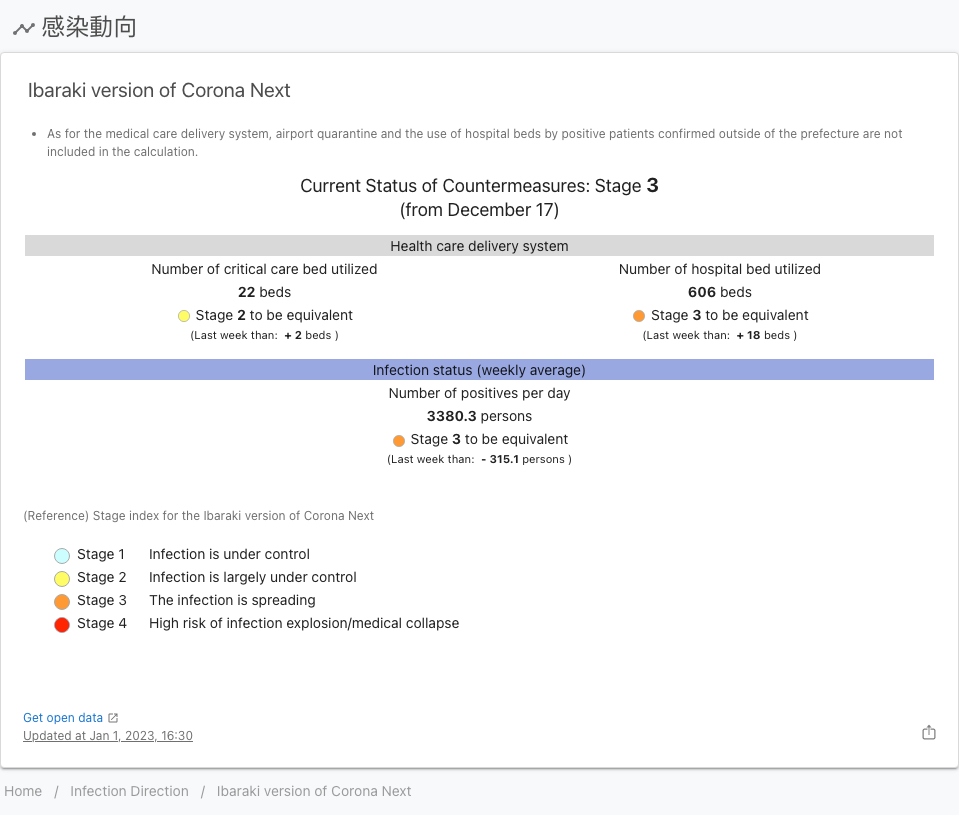 感染動向
Ibaraki version of Corona Next
• As for the medical care delivery system, airport quarantine and the use of hospital beds by positive patients confirmed outside of the prefecture are not
included in the calculation.
Current Status of Countermeasures: Stage 3
(from December 17)
Health care delivery system
Number of critical care bed utilized
22 beds
Stage 2 to be equivalent
(Last week than: + 2 beds )
Number of hospital bed utilized
606 beds
Stage 3 to be equivalent
(Last week than: + 18 beds )
Infection status (weekly average)
Number of positives per day
3380.3 persons
Stage 3 to be equivalent
(Last week than: - 315.1 persons )
(Reference) Stage index for the Ibaraki version of Corona Next
Stage 1 Infection is under control
Stage 2 Infection is largely under control
Stage 3 The infection is spreading
Stage 4 High risk of infection explosion/medical collapse
Get open data
Updated at Jan 1, 2023, 16:30
Home / Infection Direction / Ibaraki version of Corona Next